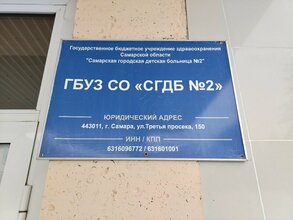 Государственное бюджетное учреждение здравоохранения
Самарской области
"Самарская городская детская больница №2"
ГБУЗ СО «СГДБ №2»
ЮРИДИЧЕСКИЙ АДРЕС
443011, г. Самара, ул.Третья просека, 150
ИНН / КПП
6316096772 / 631601001